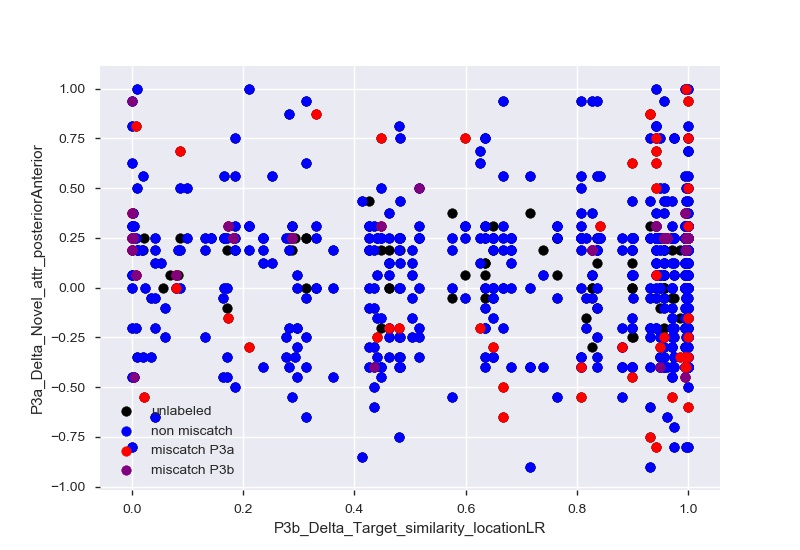 1.00
0.75
0.50
0.25
0.00
−0.25
−0.50
−0.75
−1.00
P3a_Delta_Novel_attr_posteriorAnterior
unlabeled
non miscatch
miscatch P3a
miscatch P3b
0.0 0.2 0.4 0.6 0.8 1.0
P3b_Delta_Target_similarity_locationLR